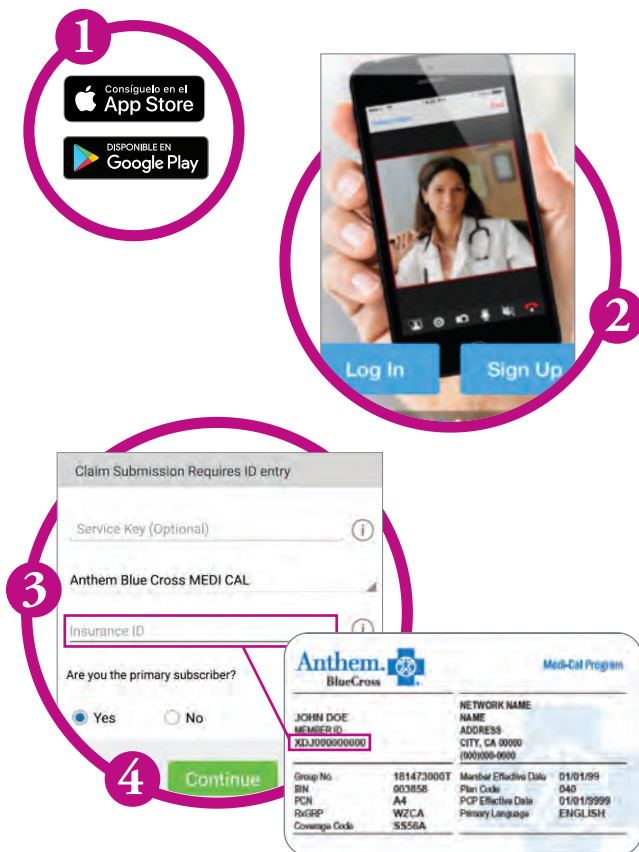 1
Consíguelo en el
App Store
DISPONIBLE EN
Google Play
2
Log In
Sign Up
3
Claim Submission Requires ID entry
Service Key (Optional)
i
Anthem Blue Cross MEDI CAL
Insurance ID
i
Are you the primary subscriber?
Yes
No
4
Continue
Anthem.
BlueCross
Medi-Cal Program
JOHN DOE
MEMBER ID
XDJ000000000
NETWORK NAME
NAME
ADDRESS
CITY, CA 00000
(000)000-0000
Group No. 181473000T
BIN 003858
PCN A4
RxGRP WZCA
Coverage Code SS56A
Member Effective Date 01/01/99
Plan Code 040
PCP Effective Date 01/01/9999
Primary Language ENGLISH